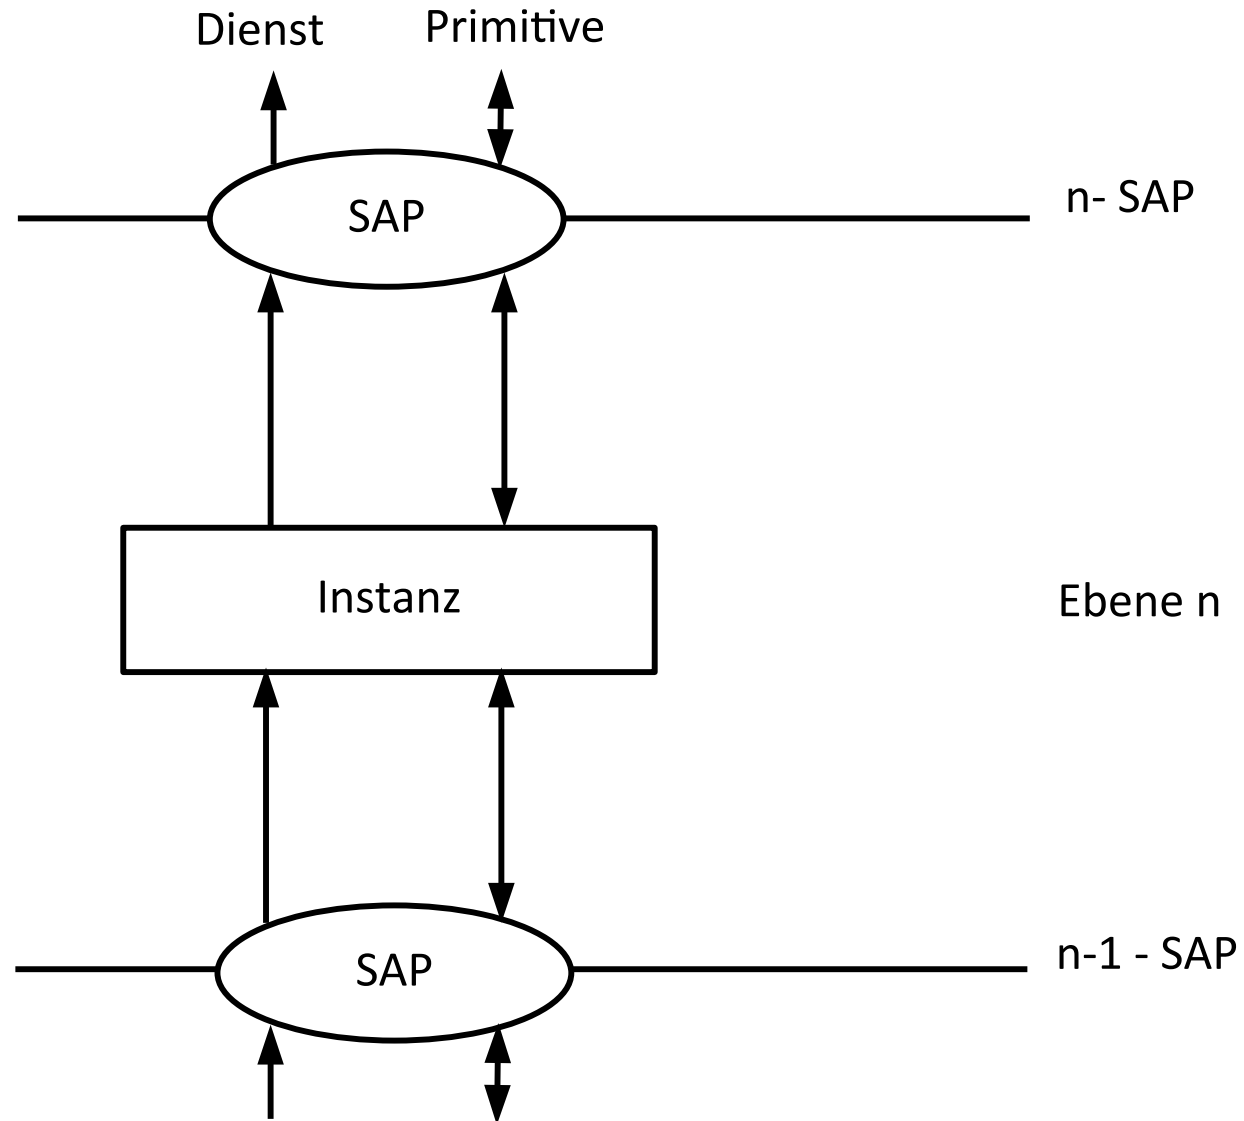 Dienst
Primitive
SAP
n- SAP
Instanz
Ebene n
SAP
n-1 - SAP